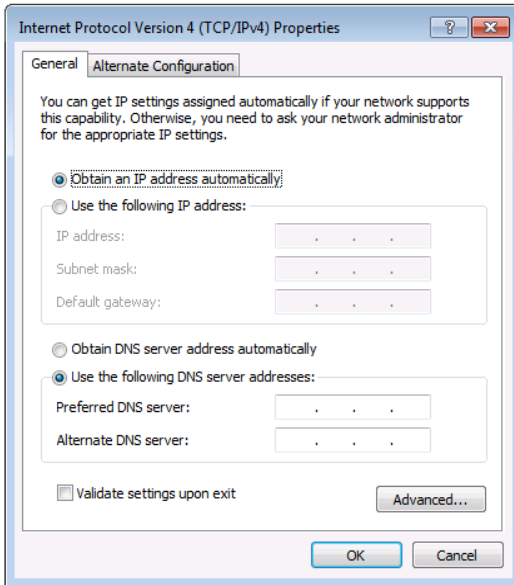 Internet Protocol Version 4 (TCP/IPv4) Properties
General
Alternate Configuration
You can get IP settings assigned automatically if your network supports
this capability. Otherwise, you need to ask your network administrator
for the appropriate IP settings.
Obtain an IP address automatically
Use the following IP address:
IP address:
. . .
Subnet mask:
. . .
Default gateway:
. . .
Obtain DNS server address automatically
Use the following DNS server addresses:
Preferred DNS server:
. . .
Alternate DNS server:
. . .
Validate settings upon exit
Advanced...
OK
Cancel